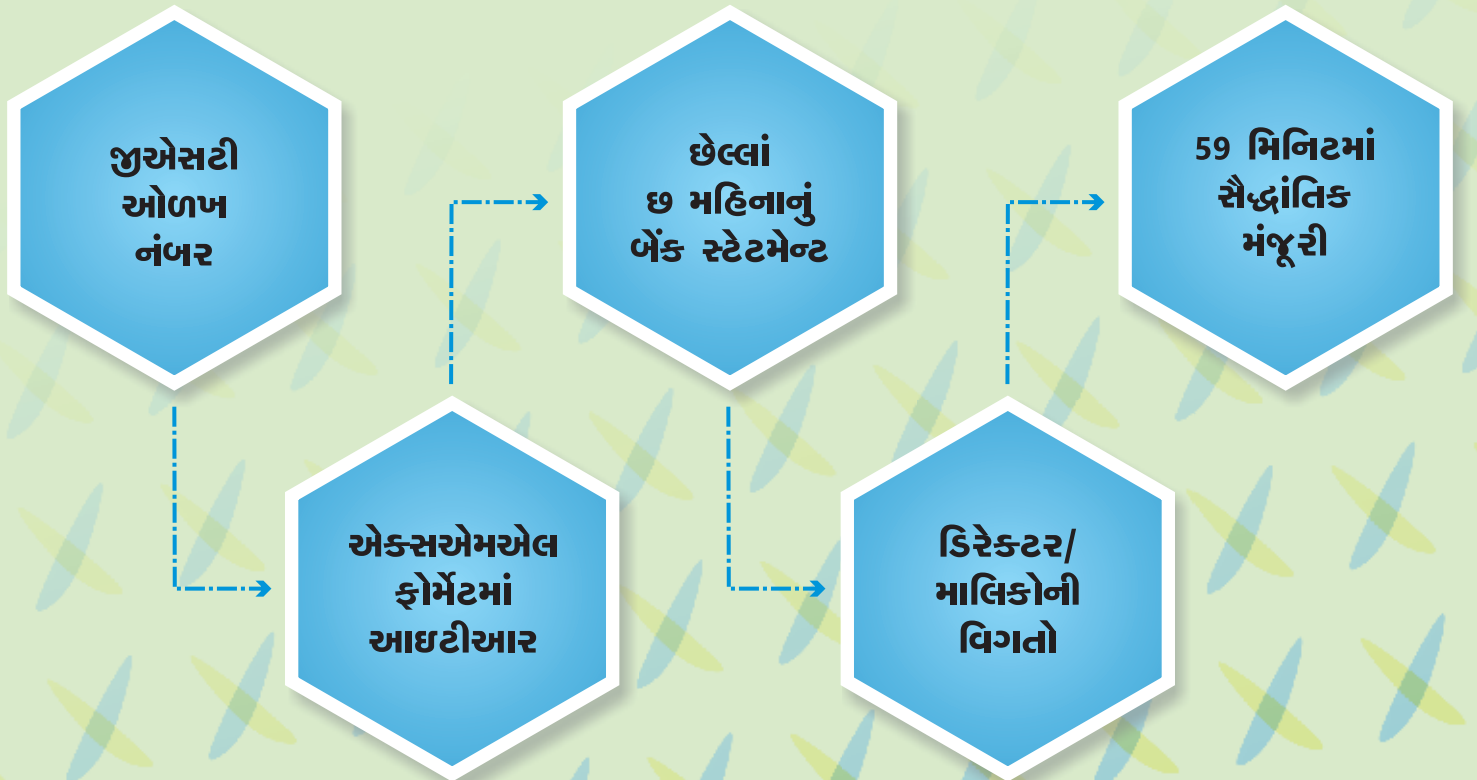 જીએસટી
ઓળખ
નંબર
એક્સએમએલ
ફોર્મેટમાં
આઇટીઆર
છેલ્લાં
છ મહિનાનું
બેંક સ્ટેટમેન્ટ
ડિરેક્ટર/
માલિકોની
વિગતો
59 મિનિટમાં
સૈદ્ધાંતિક
મંજૂરી